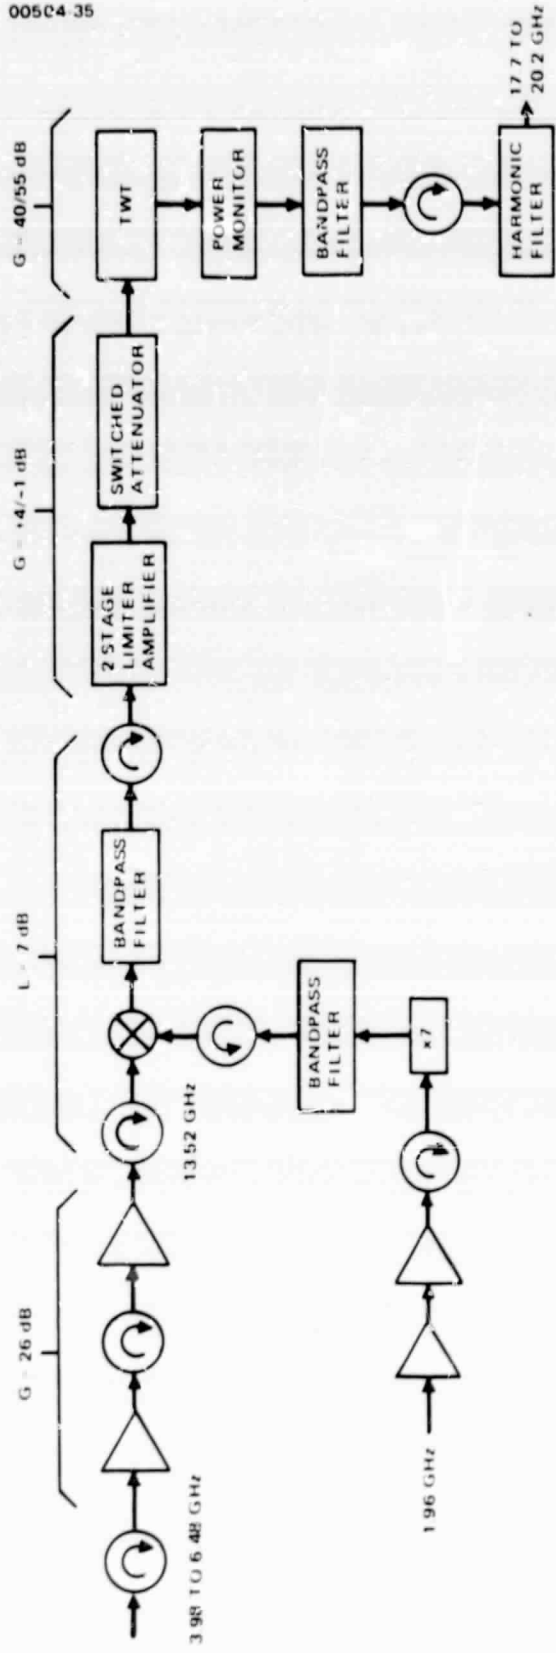 00504-35
G = 26 dB
L = 7 dB
G = +4/-1 dB
G = 40/55 dB
3.98 TO 6.48 GHz
13.52 GHz
BANDPASS
FILTER
2 STAGE
LIMITER
AMPLIFIER
SWITCHED
ATTENUATOR
TWT
POWER
MONITOR
BANDPASS
FILTER
HARMONIC
FILTER
17.7 TO
20.2 GHz
BANDPASS
FILTER
x7
1.96 GHz